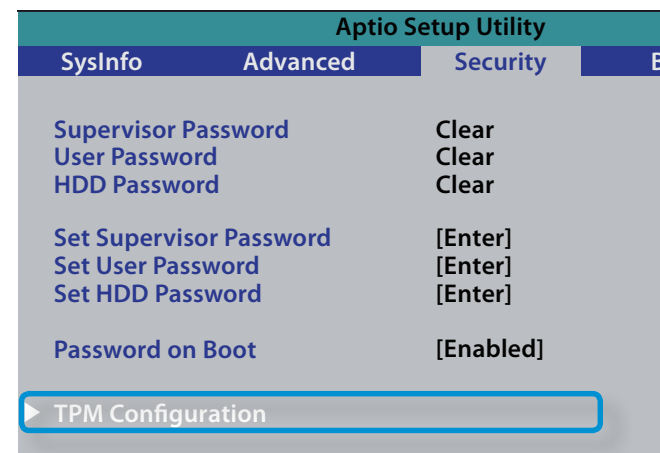 Aptio Setup Utility
SysInfo Advanced Security B
Supervisor Password Clear
User Password Clear
HDD Password Clear
Set Supervisor Password [Enter]
Set User Password [Enter]
Set HDD Password [Enter]
Password on Boot [Enabled]
TPM Configuration